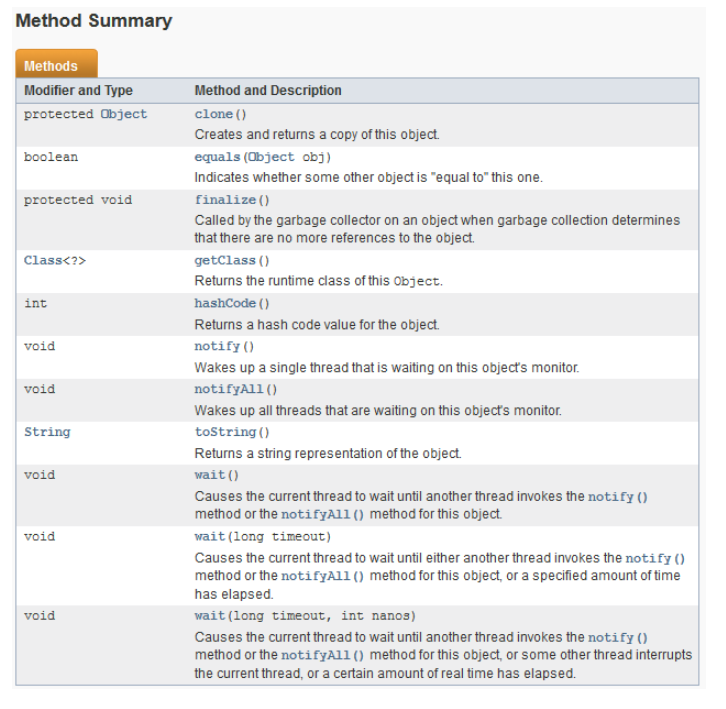 Method Summary
Methods
Modifier and Type Method and Description
protected Object clone()
Creates and returns a copy of this object.
boolean equals(Object obj)
Indicates whether some other object is "equal to" this one.
protected void finalize()
Called by the garbage collector on an object when garbage collection determines
that there are no more references to the object.
Class<?> getClass()
Returns the runtime class of this Object.
int hashCode()
Returns a hash code value for the object.
void notify()
Wakes up a single thread that is waiting on this object's monitor.
void notifyAll()
Wakes up all threads that are waiting on this object's monitor.
String toString()
Returns a string representation of the object.
void wait()
Causes the current thread to wait until another thread invokes the notify()
method or the notifyAll() method for this object.
void wait(long timeout)
Causes the current thread to wait until either another thread invokes the notify()
method or the notifyAll() method for this object, or a specified amount of time
has elapsed.
void wait(long timeout, int nanos)
Causes the current thread to wait until another thread invokes the notify()
method or the notifyAll() method for this object, or some other thread interrupts
the current thread, or a certain amount of real time has elapsed.